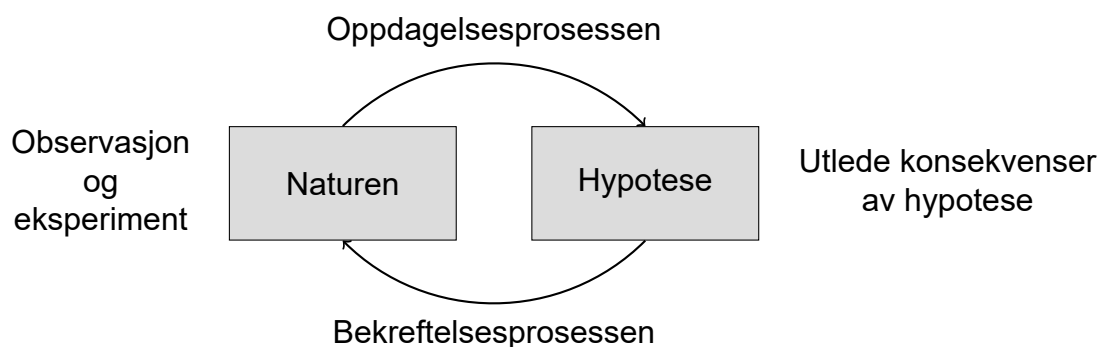 Oppdagelsesprosessen
Observasjon
og
eksperiment
Naturen
Hypotese
Utlede konsekvenser
av hypotese
Bekreftelsesprosessen